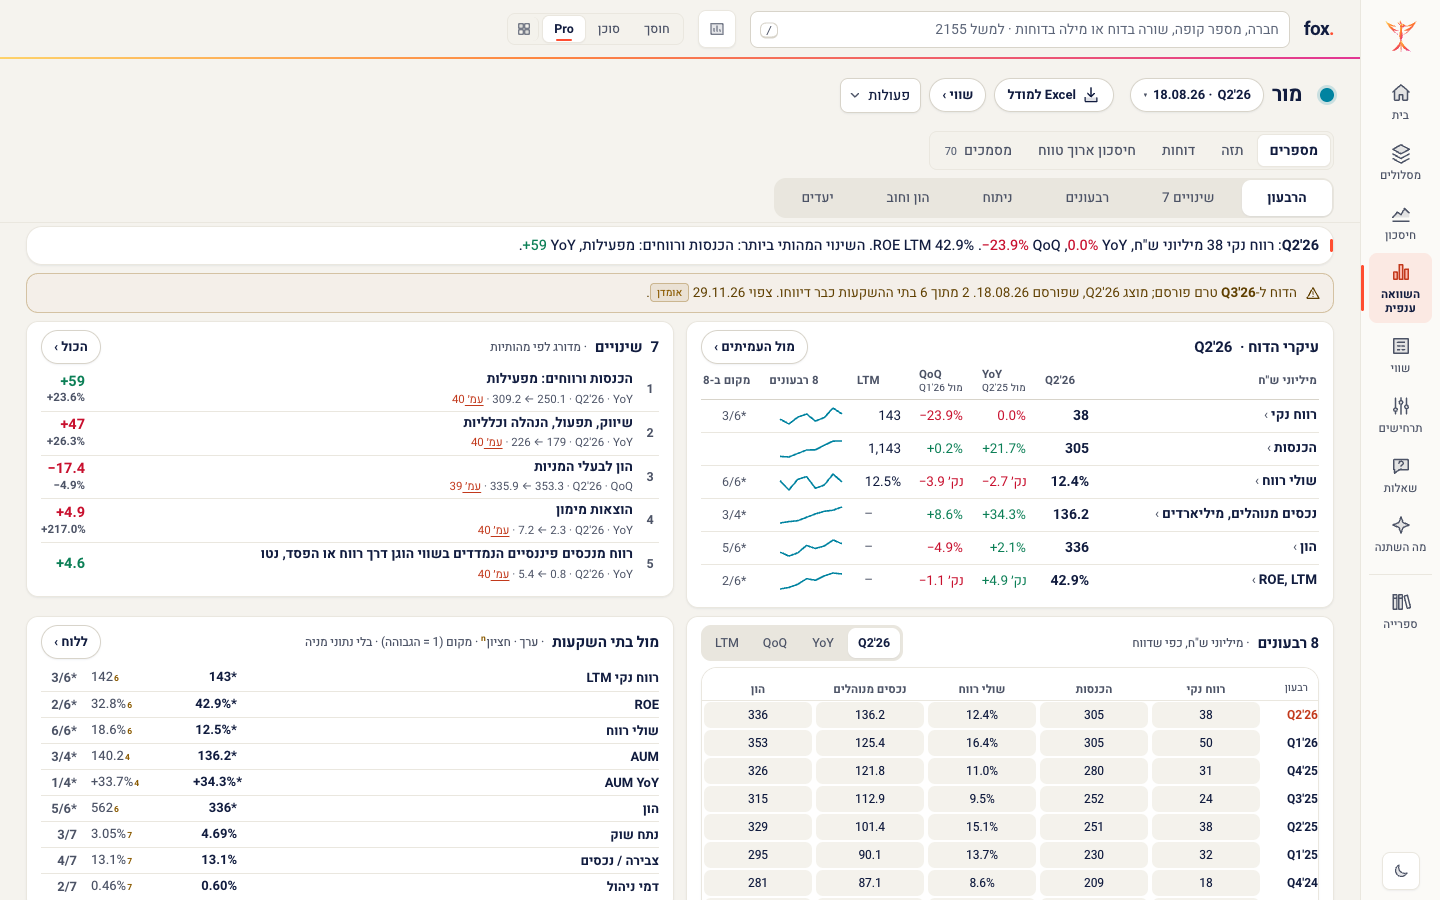 fox.
חברה, מספר קופה, שורה בדוח או מילה בדוחות · למשל 2155
/
Pro סוכן חוסך
בית
מסלולים
חיסכון
השוואה ענפית
שווי
תרחישים
שאלות
מה השתנה
ספרייה
מור
Q2'26 · 18.08.26
Excel למודל
שווי ›
פעולות
מספרים תזה דוחות חיסכון ארוך טווח מסמכים 70
הרבעון שינויים 7 רבעונים ניתוח הון וחוב יעדים
Q2'26: רווח נקי 38 מיליוני ש"ח, YoY 0.0%, QoQ −23.9%. ROE LTM 42.9%. השינוי המהותי ביותר: הכנסות ורווחים: מפעילות, YoY +59.
הדוח ל-Q3'26 טרם פורסם; מוצג Q2'26, שפורסם 18.08.26. 2 מתוך 6 בתי ההשקעות כבר דיווחו. צפוי 29.11.26 אומדן.
עיקרי הדוח · Q2'26
מול העמיתים ›
מיליוני ש"ח Q2'26 YoY מול Q2'25 QoQ מול Q1'26 LTM 8 רבעונים מקום ב-8
רווח נקי › 38 0.0% −23.9% 143 3/6*
הכנסות › 305 +21.7% +0.2% 1,143
שולי רווח › 12.4% −2.7 נק' −3.9 נק' 12.5% 6/6*
נכסים מנוהלים, מיליארדים › 136.2 +34.3% +8.6% – 3/4*
הון › 336 +2.1% −4.9% – 5/6*
ROE, LTM › 42.9% +4.9 נק' −1.1 נק' – 2/6*
7 שינויים · מדורג לפי מהותיות
הכול ›
1 הכנסות ורווחים: מפעילות +59
YoY · Q2'26 · 250.1 ← 309.2 · עמ' 40 +23.6%
2 שיווק, תפעול, הנהלה וכלליות +47
YoY · Q2'26 · 179 ← 226 · עמ' 40 +26.3%
3 הון לבעלי המניות −17.4
QoQ · Q2'26 · 353.3 ← 335.9 · עמ' 39 −4.9%
4 הוצאות מימון +4.9
YoY · Q2'26 · 2.3 ← 7.2 · עמ' 40 +217.0%
5 רווח מנכסים פיננסיים הנמדדים בשווי הוגן דרך רווח או הפסד, נטו +4.6
YoY · Q2'26 · 0.8 ← 5.4 · עמ' 40
8 רבעונים · מיליוני ש"ח, כפי שדווח
Q2'26 YoY QoQ LTM
רבעון רווח נקי הכנסות שולי רווח נכסים מנוהלים הון
Q2'26 38 305 12.4% 136.2 336
Q1'26 50 305 16.4% 125.4 353
Q4'25 31 280 11.0% 121.8 326
Q3'25 24 252 9.5% 112.9 315
Q2'25 38 251 15.1% 101.4 329
Q1'25 32 230 13.7% 90.1 295
Q4'24 18 209 8.6% 87.1 281
מול בתי השקעות · ערך · חציוןⁿ · מקום (1 = הגבוהה) · בלי נתוני מניה
ללוח ›
רווח נקי LTM 143* 142 6 3/6*
ROE 42.9%* 32.8% 6 2/6*
שולי רווח 12.5%* 18.6% 6 6/6*
AUM 136.2* 140.2 4 3/4*
AUM YoY +34.3%* +33.7% 4 1/4*
הון 336* 562 6 5/6*
נתח שוק 4.69% 3.05% 7 3/7
צבירה / נכסים 13.1% 13.1% 7 4/7
דמי ניהול 0.60% 0.46% 7 2/7